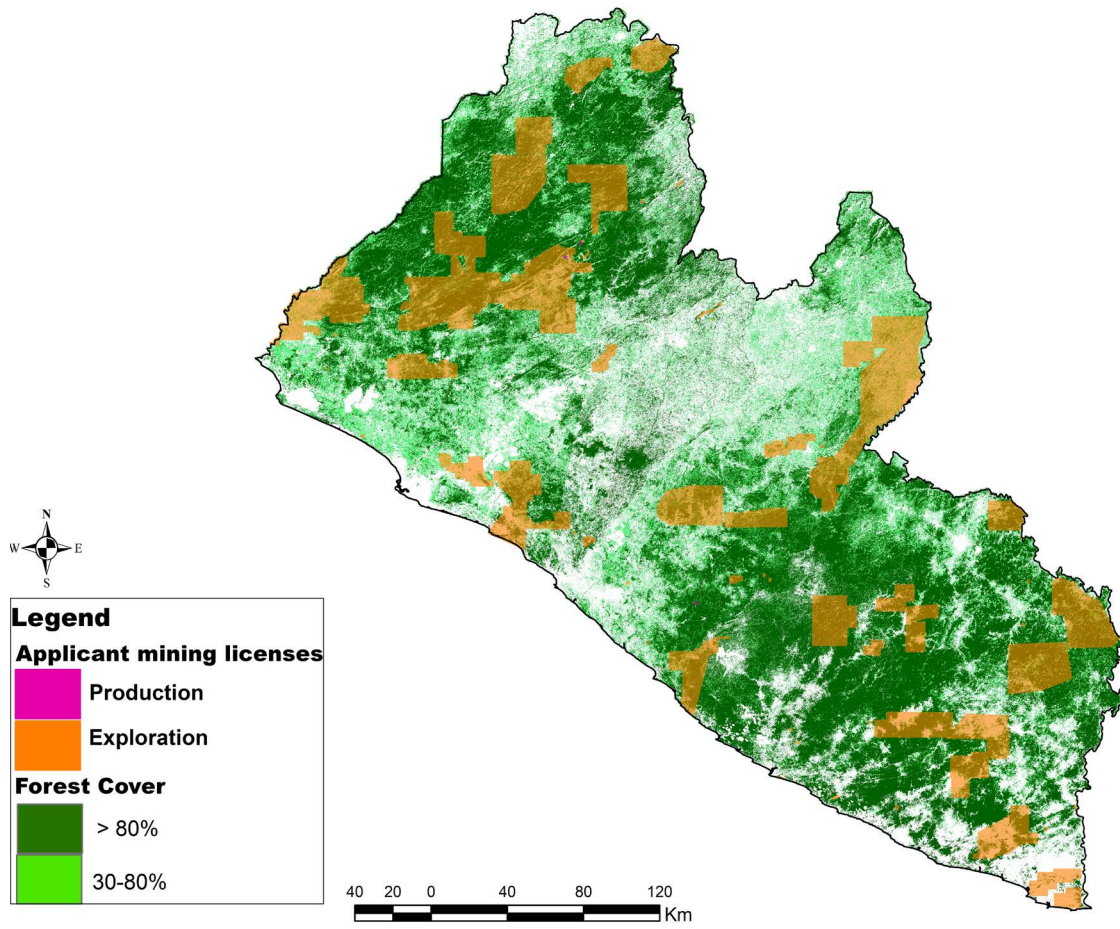 N
W E
S
Legend
Applicant mining licenses
Production
Exploration
Forest Cover
> 80%
30-80%
40 20 0 40 80 120
Km